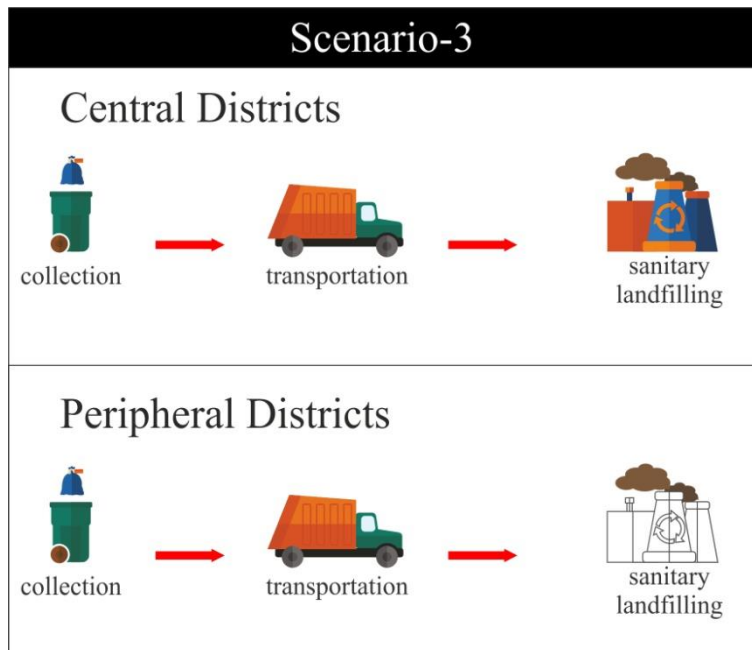 Scenario-3
Central Districts
collection
transportation
sanitary
landfilling
Peripheral Districts
collection
transportation
sanitary
landfilling